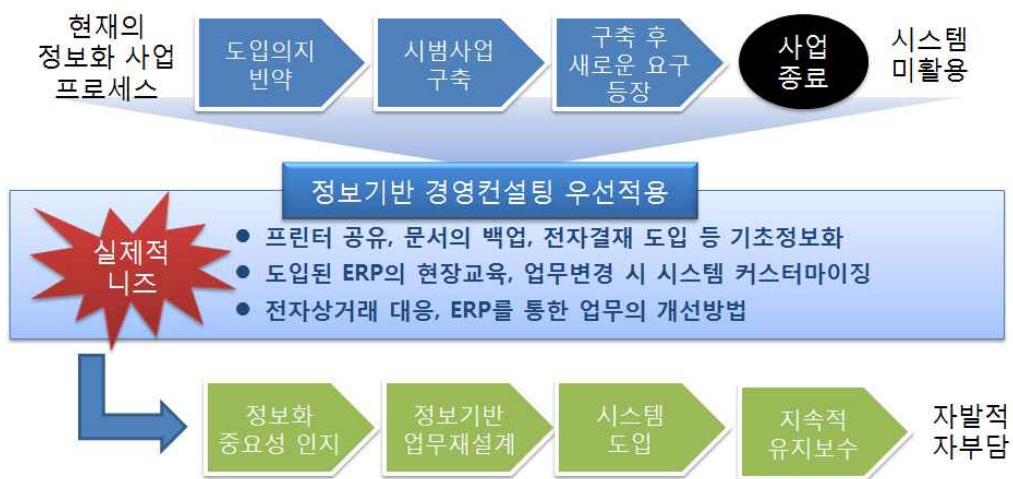 현재의
정보화 사업
프로세스
도입의지
빈약
시범사업
구축
구축 후
새로운 요구
등장
사업
종료
시스템
미활용
정보기반 경영컨설팅 우선적용
실제적
니즈
● 프린터 공유, 문서의 백업, 전자결재 도입 등 기초정보화
● 도입된 ERP의 현장교육, 업무변경 시 시스템 커스터마이징
● 전자상거래 대응, ERP를 통한 업무의 개선방법
정보화
중요성 인지
정보기반
업무재설계
시스템
도입
지속적
유지보수
자발적
자부담